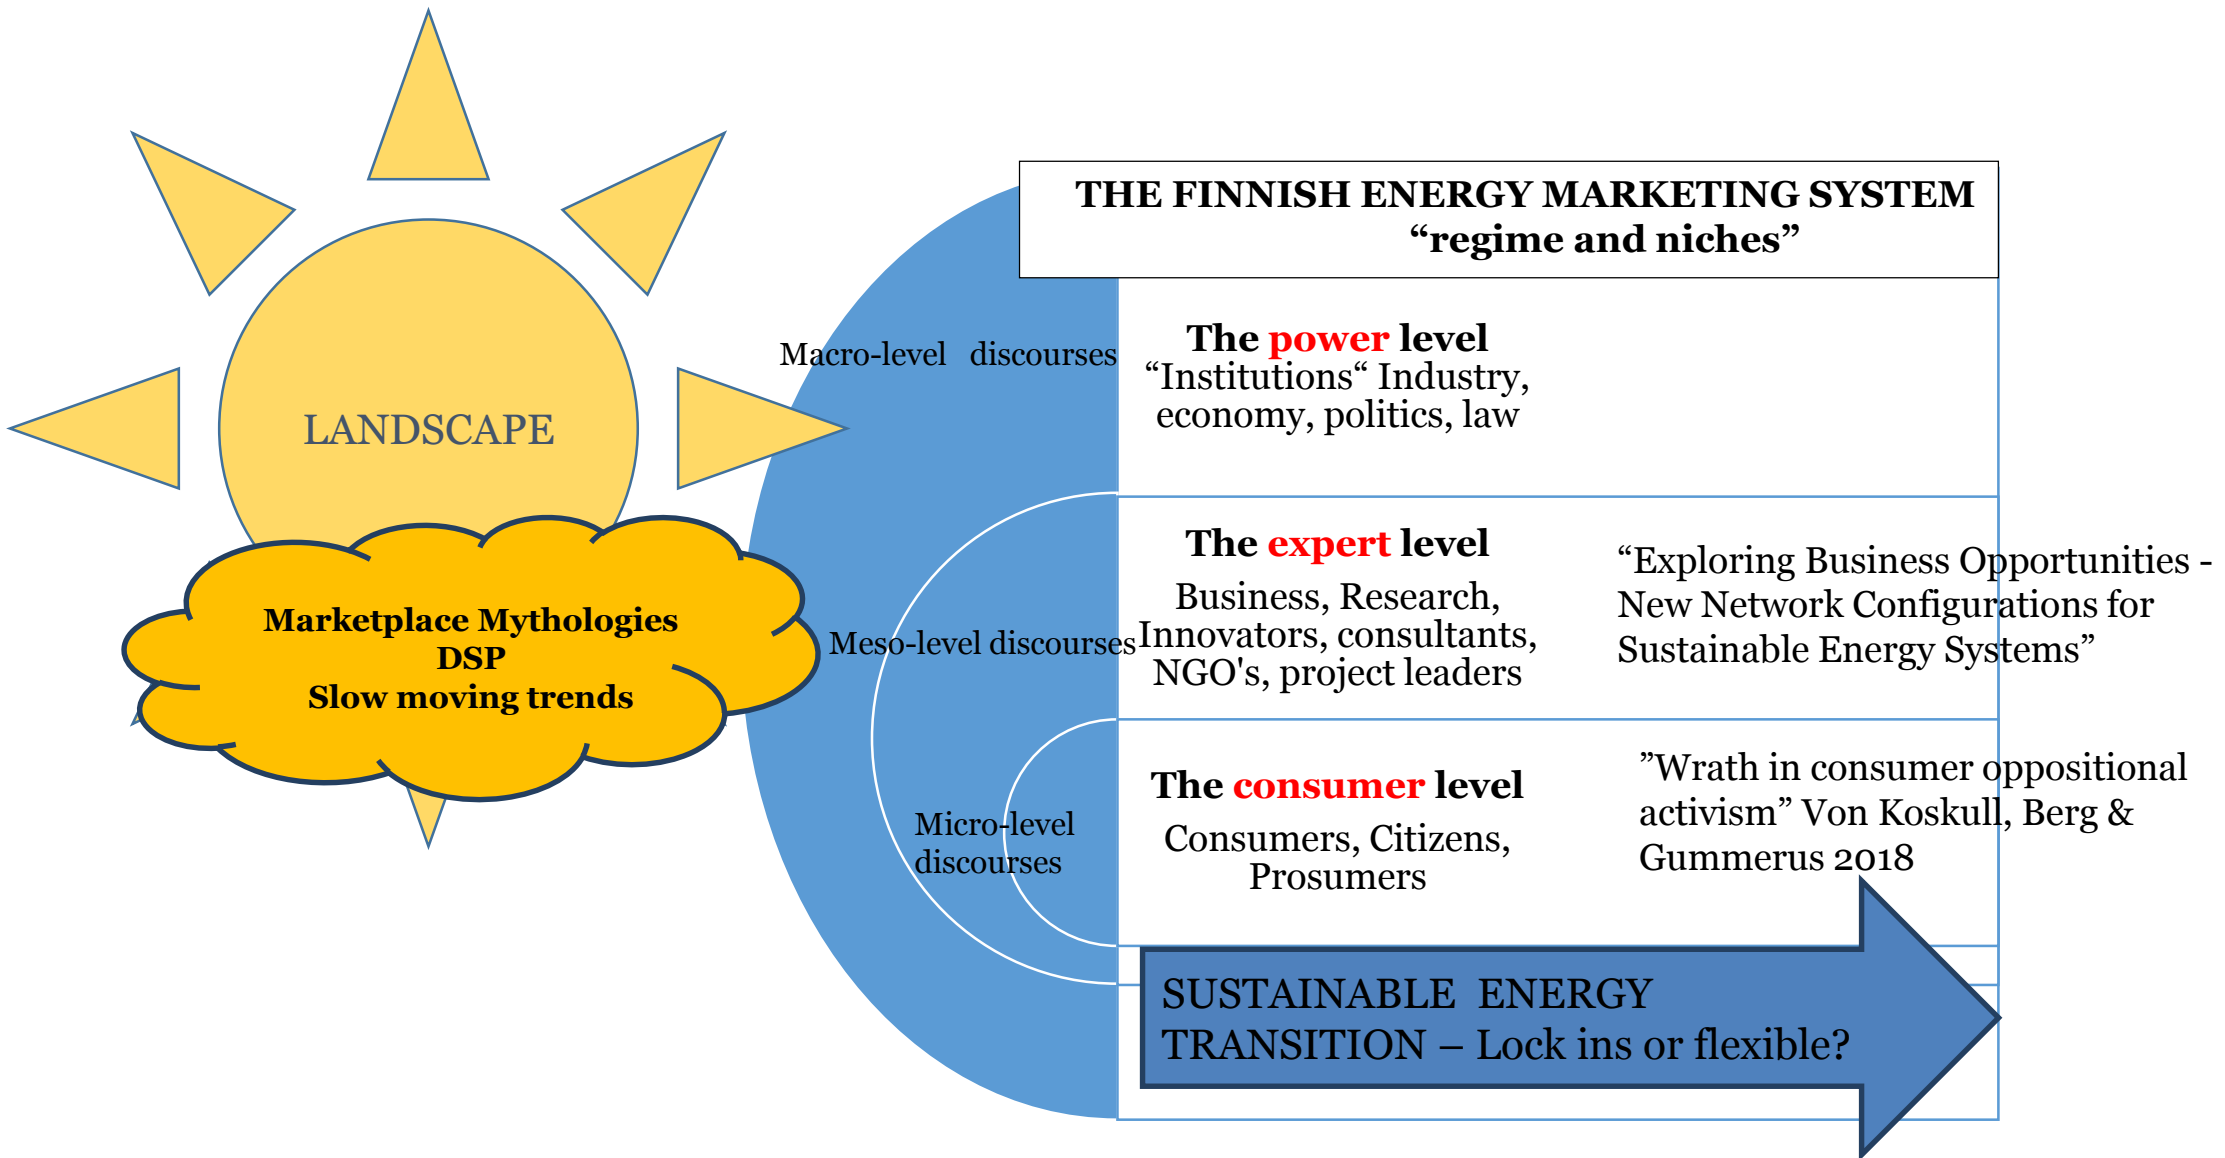 THE FINNISH ENERGY MARKETING SYSTEM
“regime and niches”
LANDSCAPE
Marketplace Mythologies
DSP
Slow moving trends
Macro-level discourses
The power level
“Institutions“ Industry,
economy, politics, law
Meso-level discourses
The expert level
Business, Research,
Innovators, consultants,
NGO's, project leaders
“Exploring Business Opportunities -
New Network Configurations for
Sustainable Energy Systems”
Micro-level
discourses
The consumer level
Consumers, Citizens,
Prosumers
”Wrath in consumer oppositional
activism” Von Koskull, Berg &
Gummerus 2018
SUSTAINABLE ENERGY
TRANSITION – Lock ins or flexible?